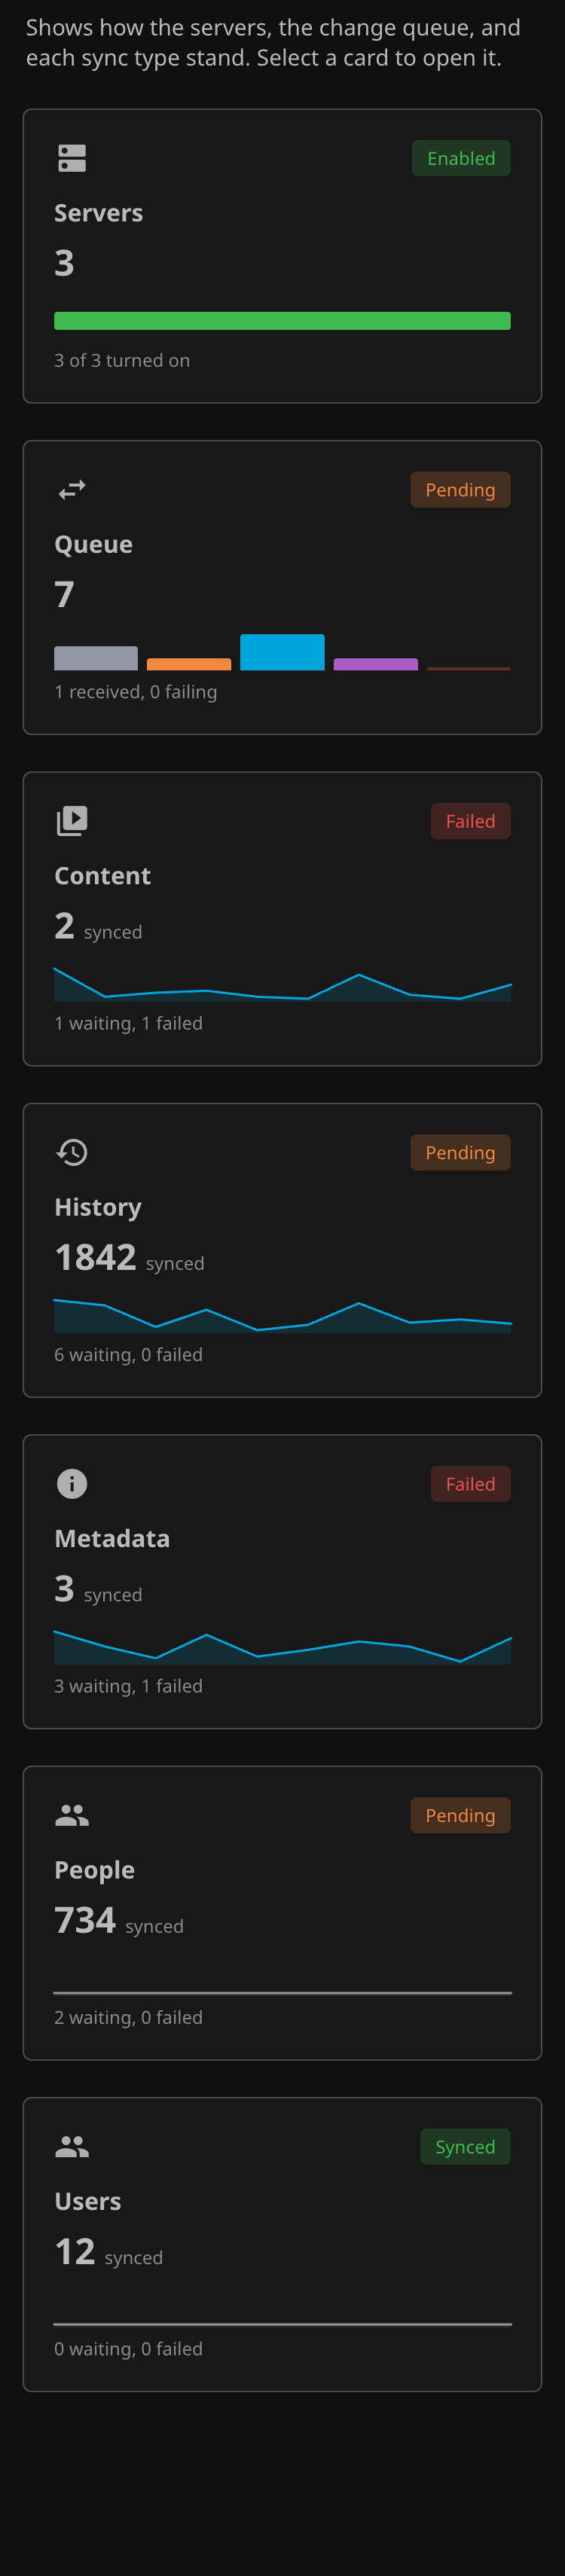 Shows how the servers, the change queue, and
each sync type stand. Select a card to open it.
Enabled
Servers
3
3 of 3 turned on
Pending
Queue
7
1 received, 0 failing
Failed
Content
2 synced
1 waiting, 1 failed
Pending
History
1842 synced
6 waiting, 0 failed
Failed
Metadata
3 synced
3 waiting, 1 failed
Pending
People
734 synced
2 waiting, 0 failed
Synced
Users
12 synced
0 waiting, 0 failed